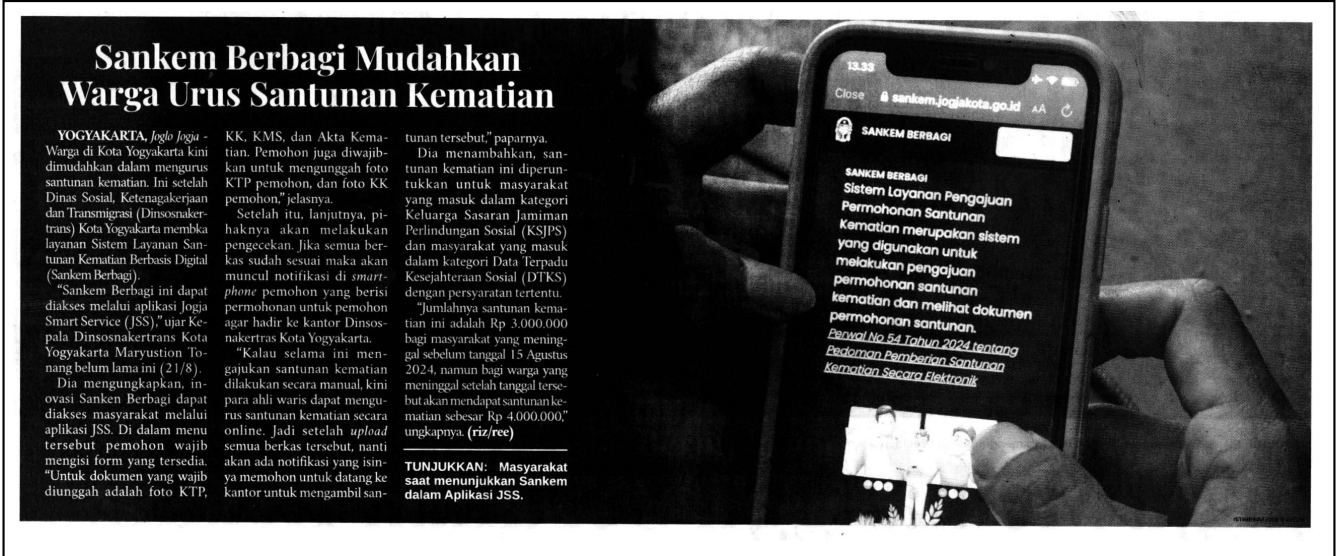 Sankem Berbagi Mudahkan
Warga Urus Santunan Kematian
YOGYAKARTA, Joglo Jogja -
Warga di Kota Yogyakarta kini
dimudahkan dalam mengurus
santunan kematian. Ini setelah
Dinas Sosial, Ketenagakerjaan
dan Transmigrasi (Dinsosnaker-
trans) Kota Yogyakarta membka
layanan Sistem Layanan San-
tunan Kematian Berbasis Digital
(Sankem Berbagi).
“Sankem Berbagi ini dapat
diakses melalui aplikasi Jogja
Smart Service (JSS),” ujar Ke-
pala Dinsosnakertrans Kota
Yogyakarta Maryustion To-
nang belum lama ini (21/8).
Dia mengungkapkan, in-
ovasi Sanken Berbagi dapat
diakses masyarakat melalui
aplikasi JSS. Di dalam menu
tersebut pemohon wajib
mengisi form yang tersedia.
“Untuk dokumen yang wajib
diunggah adalah foto KTP,
KK, KMS, dan Akta Kema-
tian. Pemohon juga diwajib-
kan untuk mengunggah foto
KTP pemohon, dan foto KK
pemohon,” jelasnya.
Setelah itu, lanjutnya, pi-
haknya akan melakukan
pengecekan. Jika semua ber-
kas sudah sesuai maka akan
muncul notifikasi di smart-
phone pemohon yang berisi
permohonan untuk pemohon
agar hadir ke kantor Dinsos-
nakertras Kota Yogyakarta.
“Kalau selama ini men-
gajukan santunan kematian
dilakukan secara manual, kini
para ahli waris dapat mengu-
rus santunan kematian secara
online. Jadi setelah upload
semua berkas tersebut, nanti
akan ada notifikasi yang isin-
ya memohon untuk datang ke
kantor untuk mengambil san-
tunan tersebut,” paparnya.
Dia menambahkan, san-
tunan kematian ini diperun-
tukkan untuk masyarakat
yang masuk dalam kategori
Keluarga Sasaran Jamiman
Perlindungan Sosial (KSJPS)
dan masyarakat yang masuk
dalam kategori Data Terpadu
Kesejahteraan Sosial (DTKS)
dengan persyaratan tertentu.
“Jumlahnya santunan kema-
tian ini adalah Rp 3.000.000
bagi masyarakat yang mening-
gal sebelum tanggal 15 Agustus
2024, namun bagi warga yang
meninggal setelah tanggal terse-
but akan mendapat santunan ke-
matian sebesar Rp 4.000.000,”
ungkapnya. (riz/ree)
TUNJUKKAN: Masyarakat
saat menunjukkan Sankem
dalam Aplikasi JSS.
13.33
Close sankem.jogjakota.go.id AA
SANKEM BERBAGI
SANKEM BERBAGI
Sistem Layanan Pengajuan
Permohonan Santunan
Kematian merupakan sistem
yang digunakan untuk
melakukan pengajuan
permohonan santunan
kematian dan melihat dokumen
permohonan santunan.
Perwal No 54 Tahun 2024 tentang
Pedoman Pemberian Santunan
Kematian Secara Elektronik